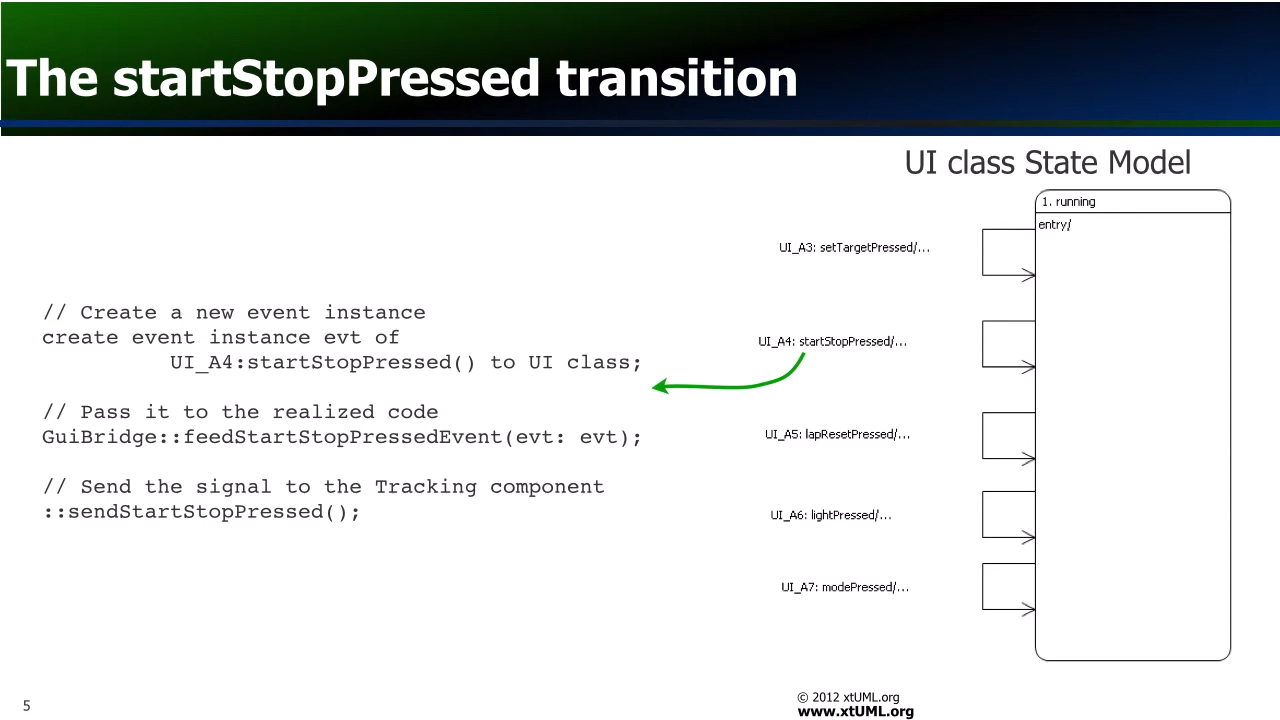 The startStopPressed transition
UI class State Model
1. running
entry/
UI_A3: setTargetPressed/...
UI_A4: startStopPressed/...
UI_A5: lapResetPressed/...
UI_A6: lightPressed/...
UI_A7: modePressed/...
// Create a new event instance
create event instance evt of
UI_A4:startStopPressed() to UI class;
// Pass it to the realized code
GuiBridge::feedStartStopPressedEvent(evt: evt);
// Send the signal to the Tracking component
::sendStartStopPressed();
5
© 2012 xtUML.org
www.xtUML.org